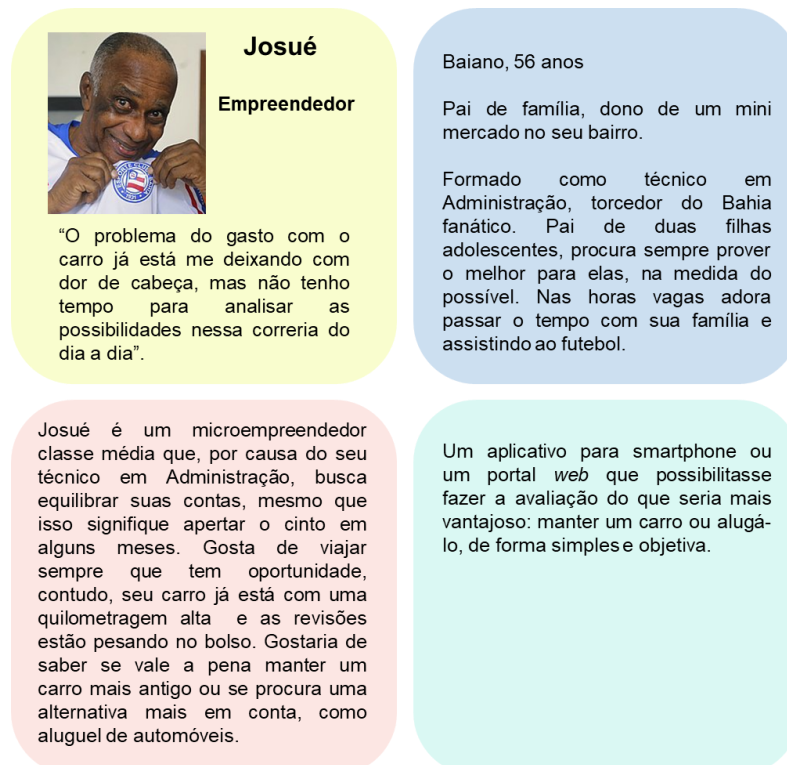 Josué
Empreendedor
“O problema do gasto com o
carro já está me deixando com
dor de cabeça, mas não tenho
tempo para analisar as
possibilidades nessa correria do
dia a dia”.
Baiano, 56 anos
Pai de família, dono de um mini
mercado no seu bairro.
Formado como técnico em
Administração, torcedor do Bahia
fanático. Pai de duas filhas
adolescentes, procura sempre prover
o melhor para elas, na medida do
possível. Nas horas vagas adora
passar o tempo com sua família e
assistindo ao futebol.
Josué é um microempreendedor
classe média que, por causa do seu
técnico em Administração, busca
equilibrar suas contas, mesmo que
isso signifique apertar o cinto em
alguns meses. Gosta de viajar
sempre que tem oportunidade,
contudo, seu carro já está com uma
quilometragem alta e as revisões
estão pesando no bolso. Gostaria de
saber se vale a pena manter um
carro mais antigo ou se procura uma
alternativa mais em conta, como
aluguel de automóveis.
Um aplicativo para smartphone ou
um portal web que possibilitasse
fazer a avaliação do que seria mais
vantajoso: manter um carro ou alugá-
lo, de forma simples e objetiva.